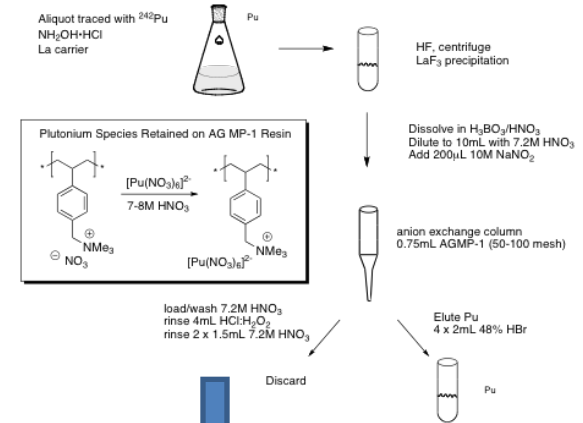 Aliquot traced with ²⁴²Pu
NH₂OH•HCl
La carrier
Pu
HF, centrifuge
LaF₃ precipitation
Plutonium Species Retained on AG MP-1 Resin
[Pu(NO₃)₆]²⁻
7-8M HNO₃
* *
* *
⊕
NMe₃
⊖ NO₃
⊕
NMe₃
[Pu(NO₃)₆]²⁻
Dissolve in H₃BO₃/HNO₃
Dilute to 10mL with 7.2M HNO₃
Add 200µL 10M NaNO₂
anion exchange column
0.75mL AGMP-1 (50-100 mesh)
load/wash 7.2M HNO₃
rinse 4mL HCl:H₂O₂
rinse 2 x 1.5mL 7.2M HNO₃
Discard
Elute Pu
4 x 2mL 48% HBr
Pu